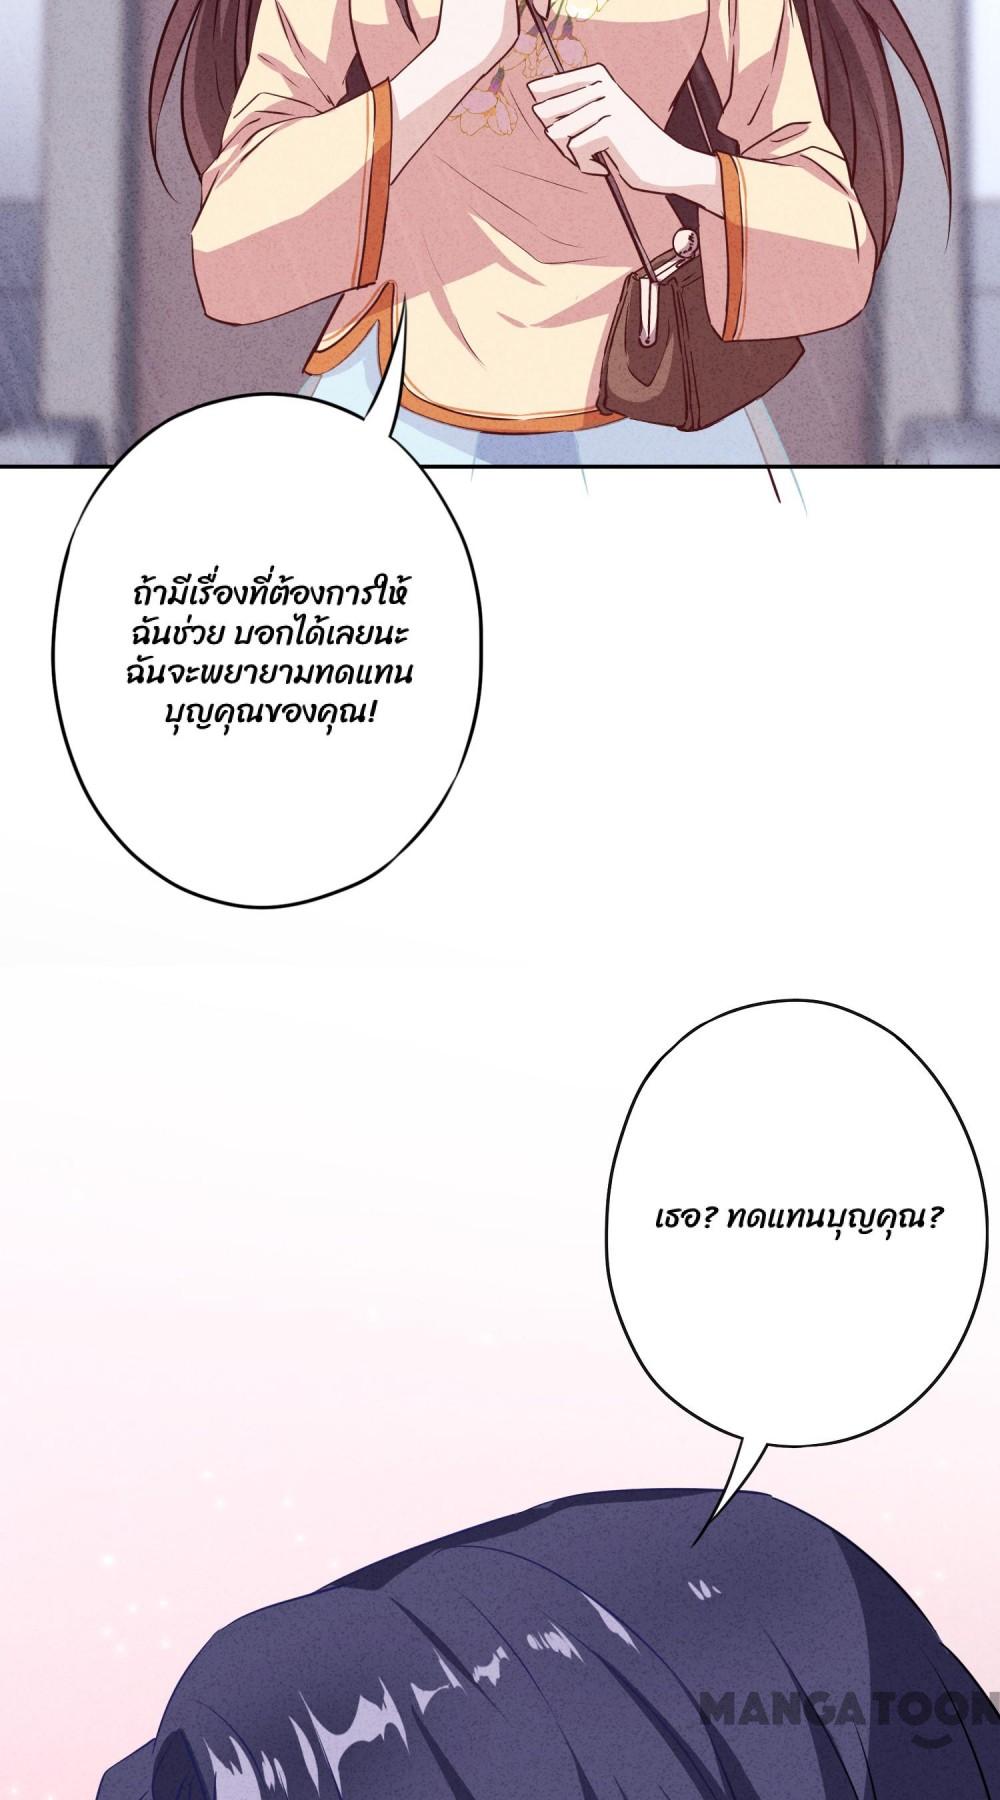 ถ้ามีเรื่องที่ต้องการให้
ฉันช่วย บอกได้เลยนะ
ฉันจะพยายามทดแทน
บุญคุณของคุณ!
เธอ? ทดแทนบุญคุณ?
MANGATOON